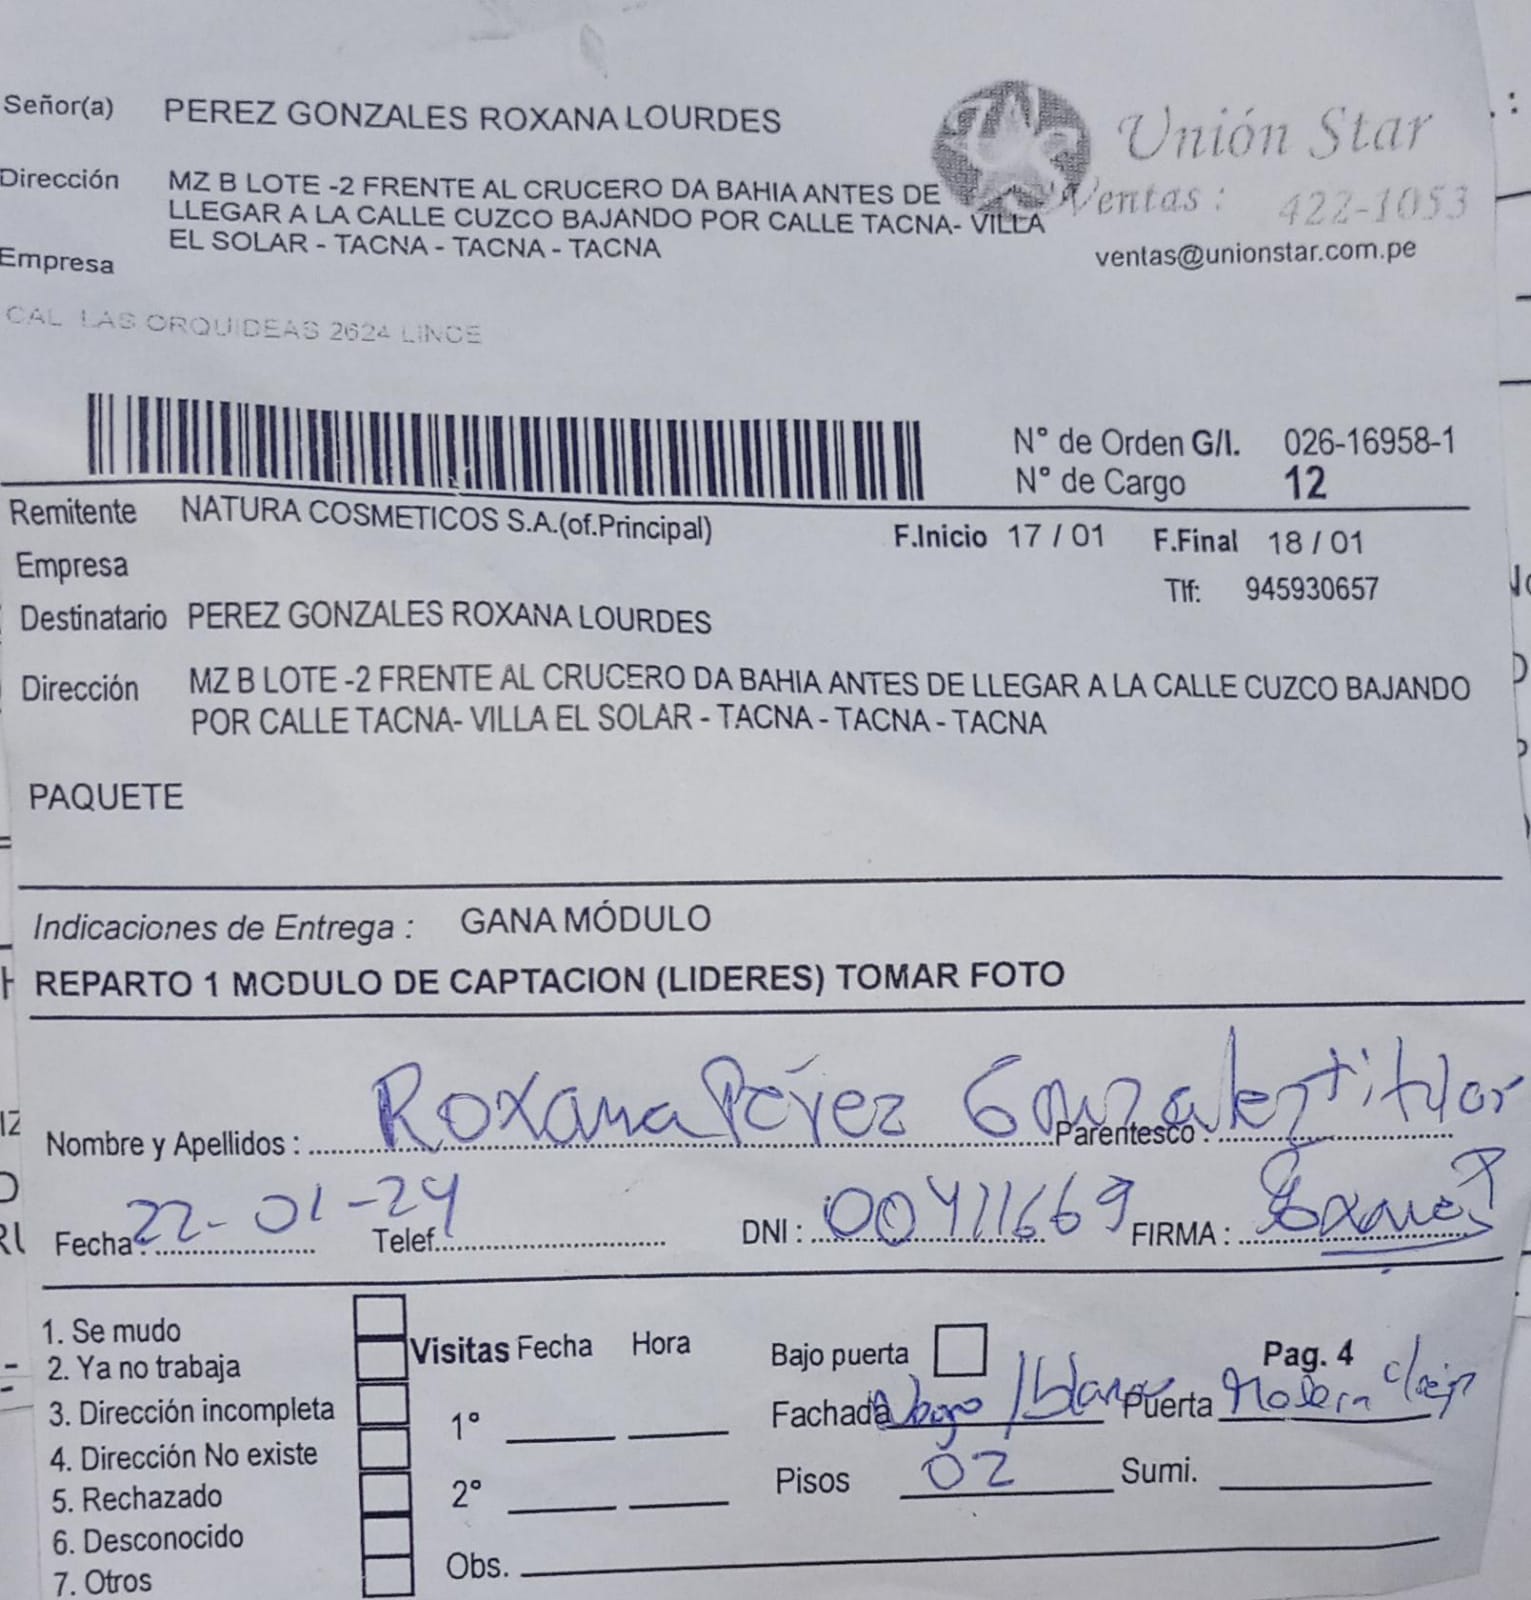 Señor(a) PEREZ GONZALES ROXANA LOURDES
Unión Star
Dirección MZ B LOTE -2 FRENTE AL CRUCERO DA BAHIA ANTES DE
LLEGAR A LA CALLE CUZCO BAJANDO POR CALLE TACNA- VILLA
EL SOLAR - TACNA - TACNA - TACNA
Ventas : 422-1053
ventas@unionstar.com.pe
Empresa
CAL LAS ORQUIDEAS 2624 LINCE
N° de Orden G/I. 026-16958-1
N° de Cargo 12
Remitente NATURA COSMETICOS S.A.(of.Principal) F.Inicio 17 / 01 F.Final 18 / 01
Empresa Tlf: 945930657
Destinatario PEREZ GONZALES ROXANA LOURDES
Dirección MZ B LOTE -2 FRENTE AL CRUCERO DA BAHIA ANTES DE LLEGAR A LA CALLE CUZCO BAJANDO
POR CALLE TACNA- VILLA EL SOLAR - TACNA - TACNA - TACNA
PAQUETE
Indicaciones de Entrega : GANA MÓDULO
REPARTO 1 MODULO DE CAPTACION (LIDERES) TOMAR FOTO
Nombre y Apellidos : Roxana Pérez Gonzales Parentesco : titular
Fecha : 22-01-24 Telef. DNI : 00411669 FIRMA :
1. Se mudo
2. Ya no trabaja
3. Dirección incompleta
4. Dirección No existe
5. Rechazado
6. Desconocido
7. Otros
Visitas Fecha Hora
1°
2°
Obs.
Bajo puerta Pag. 4
Fachada / blanco Puerta
Pisos 02 Sumi.